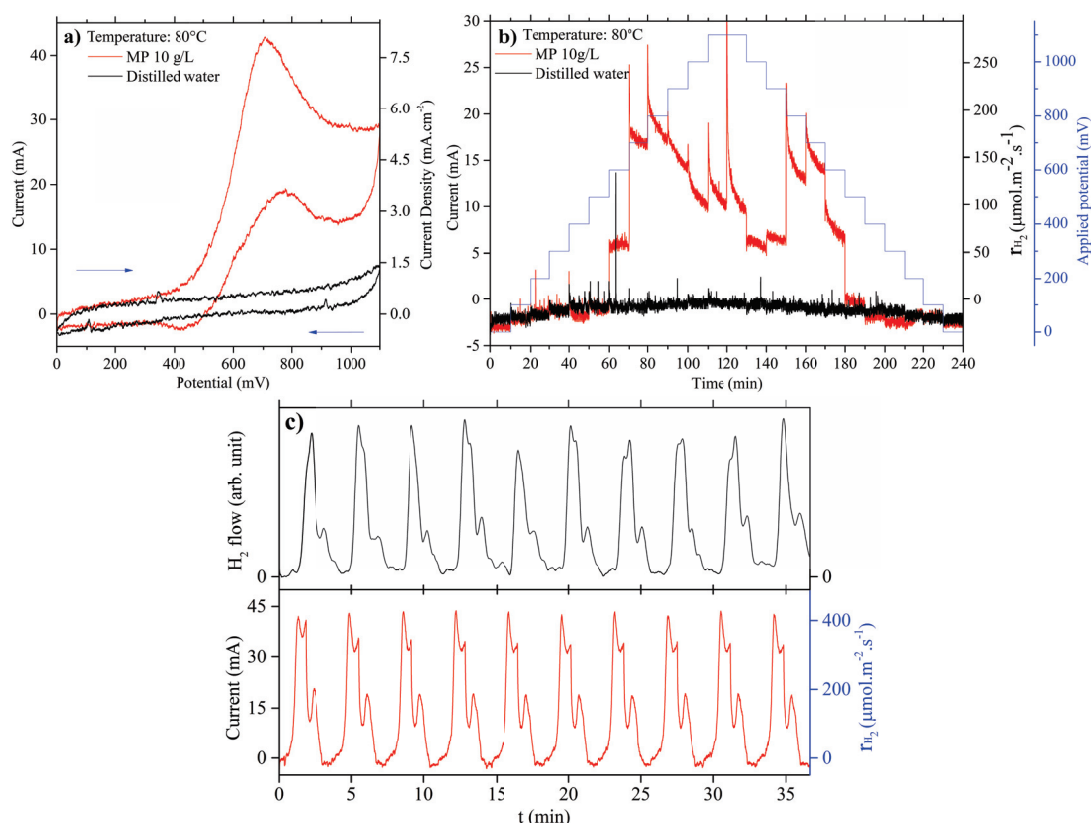 a)
Temperature: 80°C
MP 10 g/L
Distilled water
40
30
20
10
0
Current (mA)
7.5
6.0
4.5
3.0
1.5
0.0
Current Density (mA.cm⁻²)
0 200 400 600 800 1000
Potential (mV)
b)
Temperature: 80°C
MP 10g/L
Distilled water
30
25
20
15
10
5
0
-5
Current (mA)
250
200
150
100
50
0
rH₂ (μmol.m⁻².s⁻¹)
1000
800
600
400
200
0
Applied potential (mV)
0 20 40 60 80 100 120 140 160 180 200 220 240
Time (min)
c)
H₂ flow (arb. unit)
0
0
45
30
15
0
Current (mA)
400
200
0
rH₂ (μmol.m⁻².s⁻¹)
0 5 10 15 20 25 30 35
t (min)